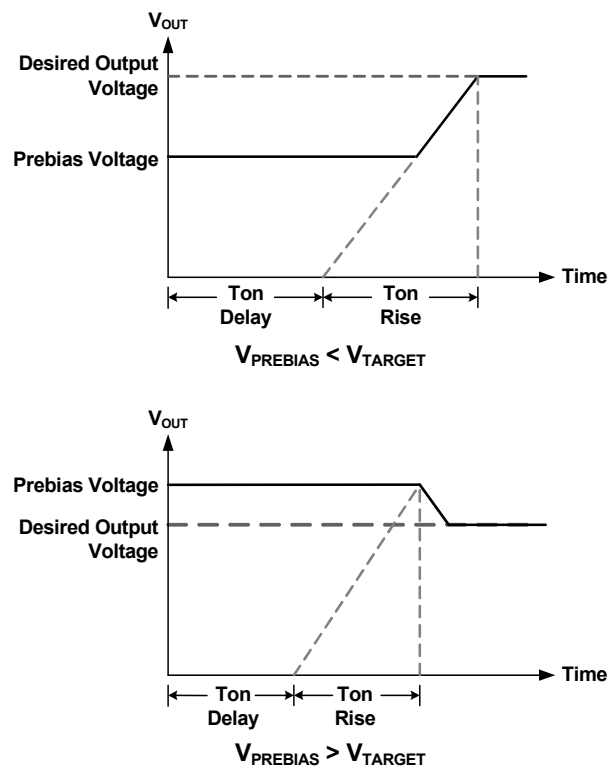 VOUT
Desired Output
Voltage
Prebias Voltage
Time
Ton
Delay
Ton
Rise
VPREBIAS < VTARGET
VOUT
Prebias Voltage
Desired Output
Voltage
Time
Ton
Delay
Ton
Rise
VPREBIAS > VTARGET